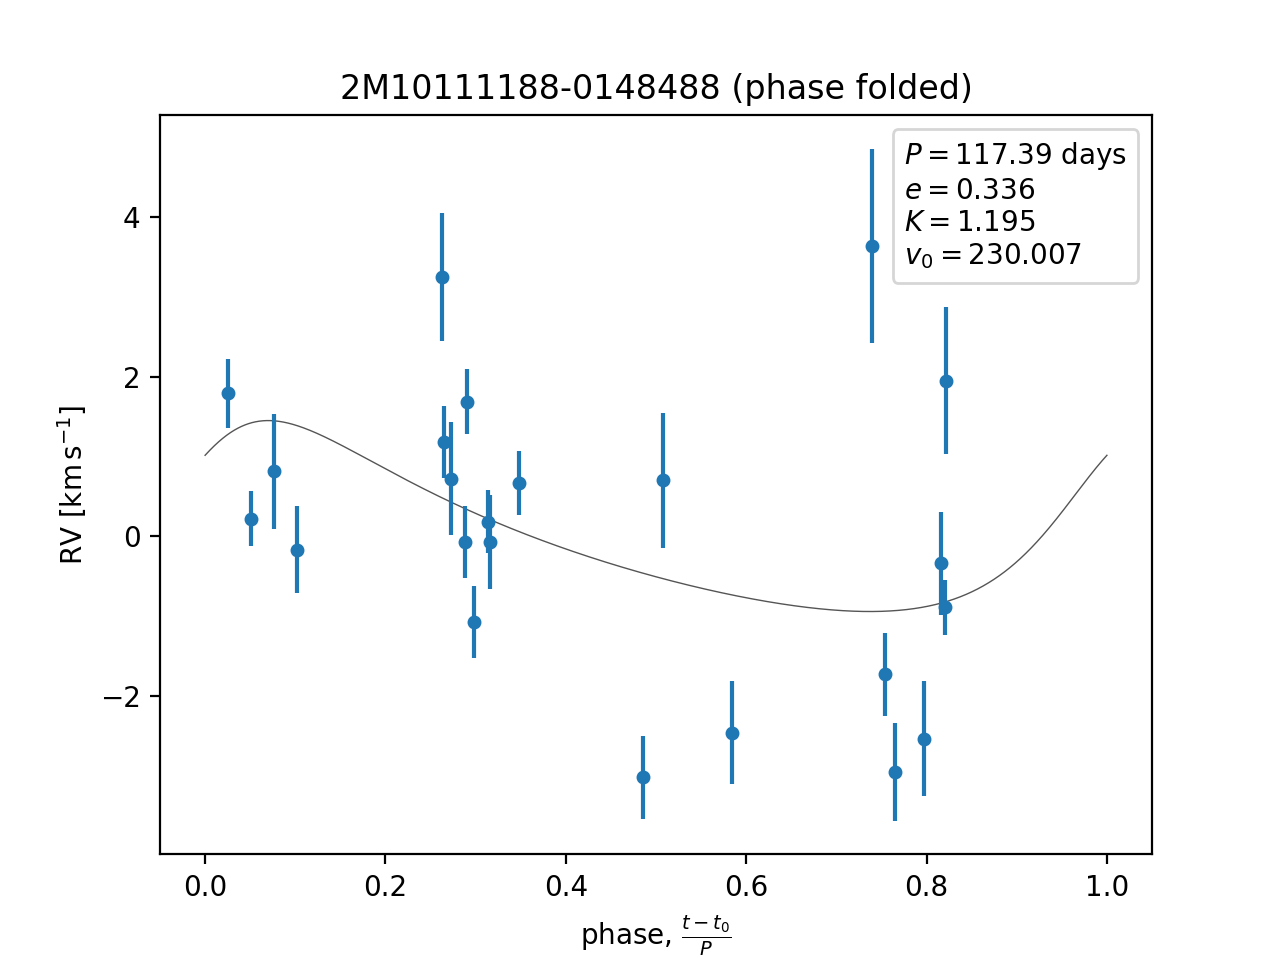 2M10111188-0148488 (phase folded)
P = 117.39 days
e = 0.336
K = 1.195
v₀ = 230.007
RV [km s⁻¹]
4
2
0
−2
0.0 0.2 0.4 0.6 0.8 1.0
phase, (t − t₀)/P